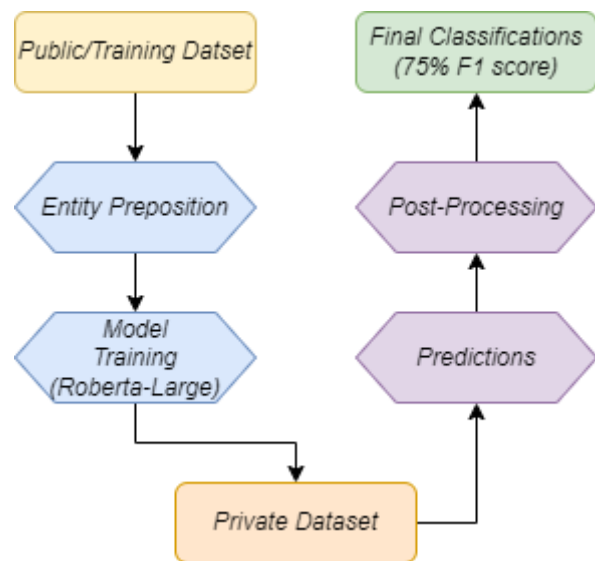 Public/Training Datset
Entity Preposition
Model
Training
(Roberta-Large)
Private Dataset
Predictions
Post-Processing
Final Classifications
(75% F1 score)